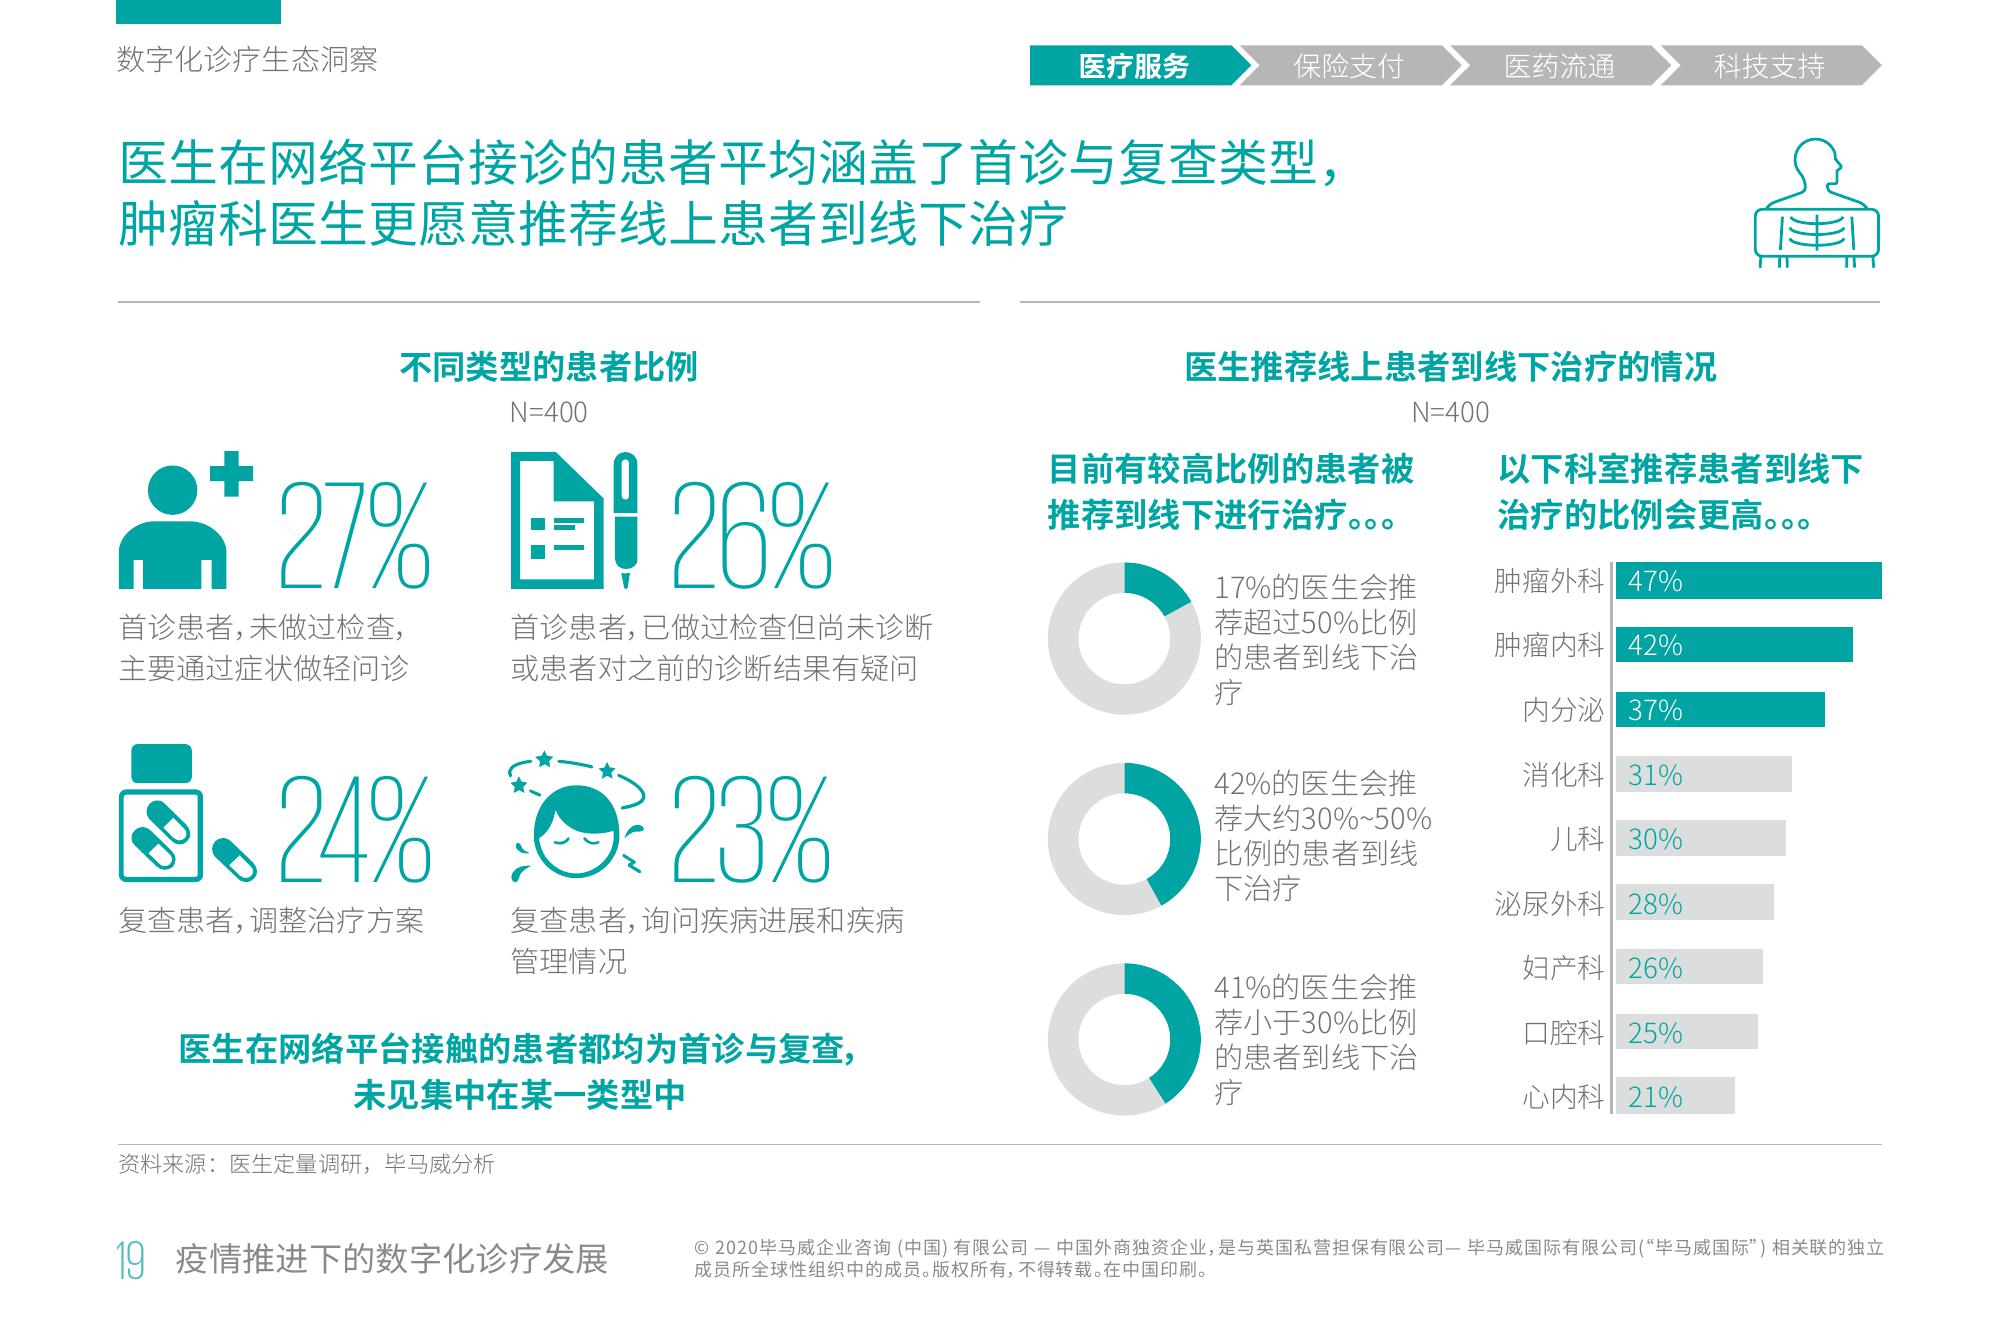 数字化诊疗生态洞察
医疗服务
保险支付
医药流通
科技支持
医生在网络平台接诊的患者平均涵盖了首诊与复查类型，
肿瘤科医生更愿意推荐线上患者到线下治疗
不同类型的患者比例
N=400
27%
首诊患者，未做过检查，
主要通过症状做轻问诊
26%
首诊患者，已做过检查但尚未诊断
或患者对之前的诊断结果有疑问
24%
复查患者，调整治疗方案
23%
复查患者，询问疾病进展和疾病
管理情况
医生在网络平台接触的患者都均为首诊与复查，
未见集中在某一类型中
医生推荐线上患者到线下治疗的情况
N=400
目前有较高比例的患者被
推荐到线下进行治疗。。。
17%的医生会推
荐超过50%比例
的患者到线下治
疗
42%的医生会推
荐大约30%~50%
比例的患者到线
下治疗
41%的医生会推
荐小于30%比例
的患者到线下治
疗
以下科室推荐患者到线下
治疗的比例会更高。。。
肿瘤外科 47%
肿瘤内科 42%
内分泌 37%
消化科 31%
儿科 30%
泌尿外科 28%
妇产科 26%
口腔科 25%
心内科 21%
资料来源：医生定量调研，毕马威分析
19 疫情推进下的数字化诊疗发展
© 2020毕马威企业咨询 (中国) 有限公司 — 中国外商独资企业，是与英国私营担保有限公司— 毕马威国际有限公司(“毕马威国际”) 相关联的独立
成员所全球性组织中的成员。版权所有，不得转载。在中国印刷。